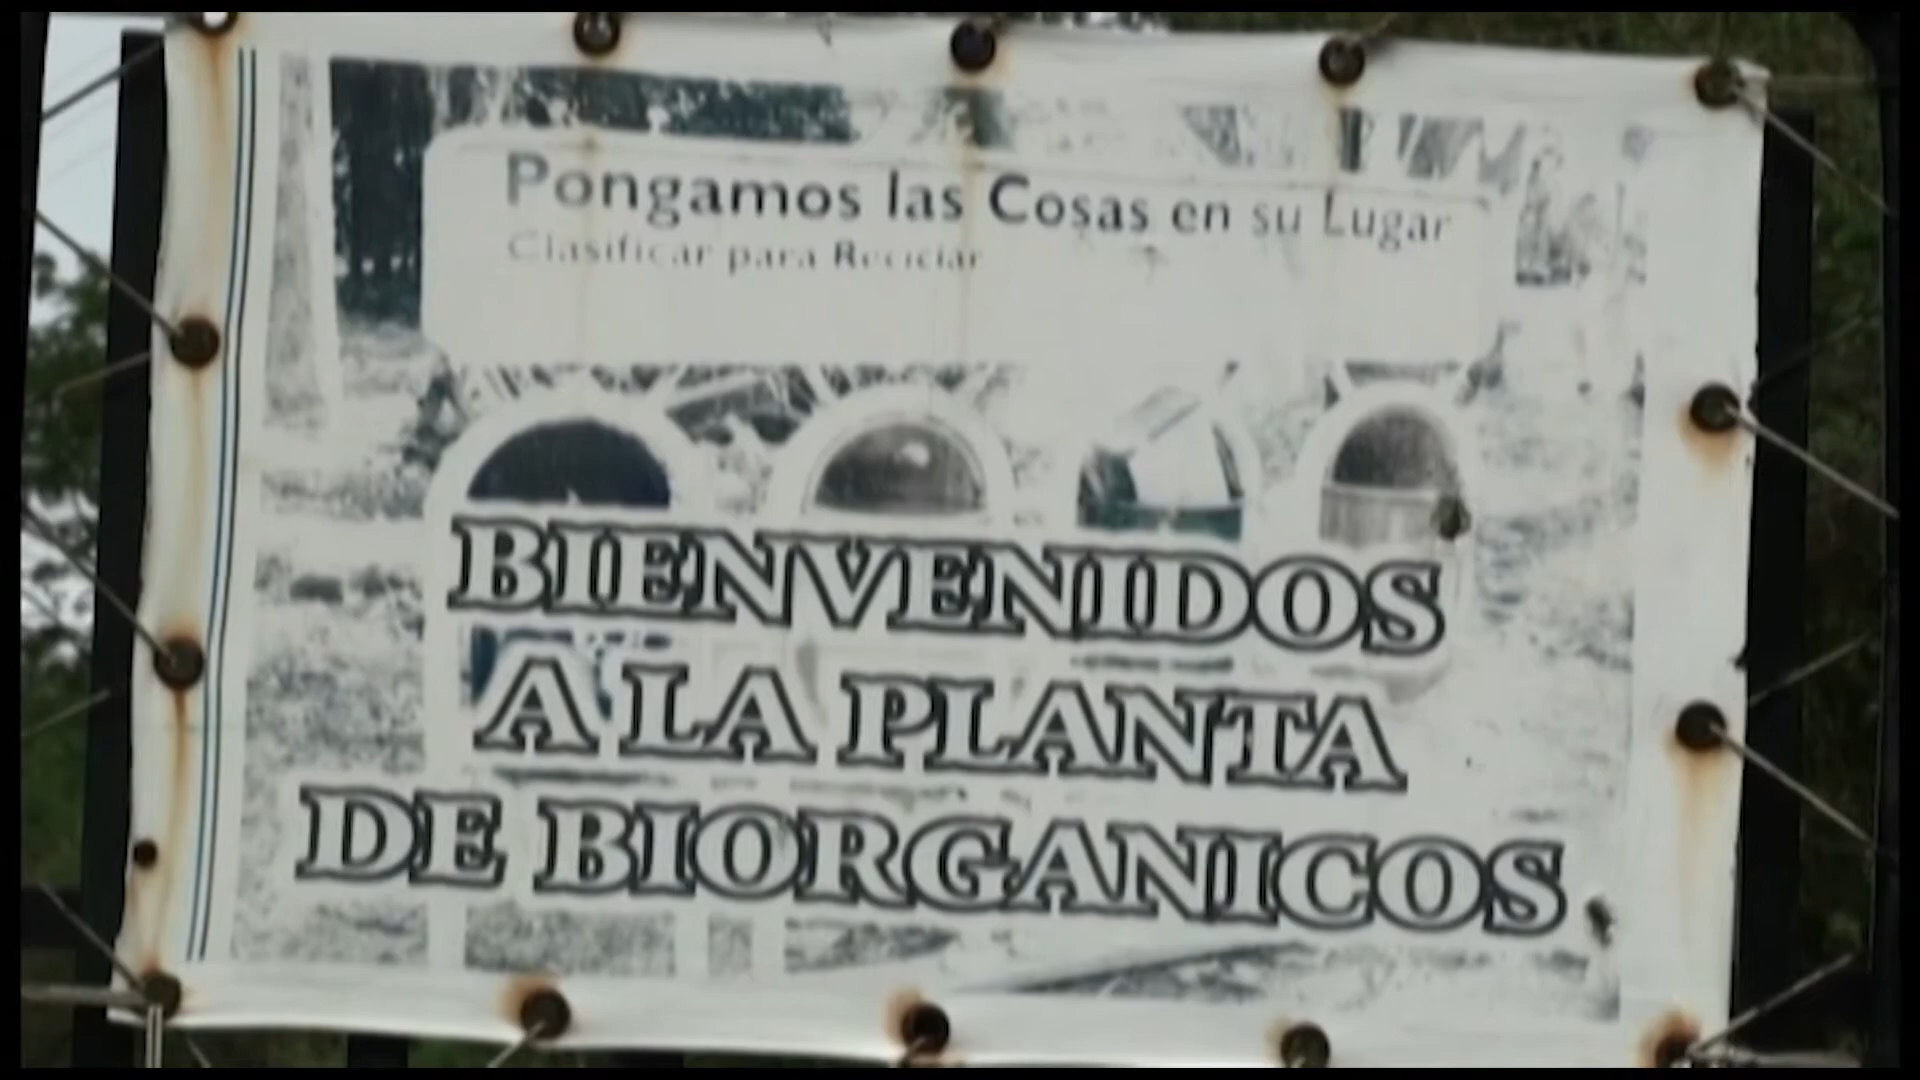 Pongamos las Cosas en su Lugar
Clasificar para Reciclar
BIENVENIDOS
A LA PLANTA
DE BIORGANICOS